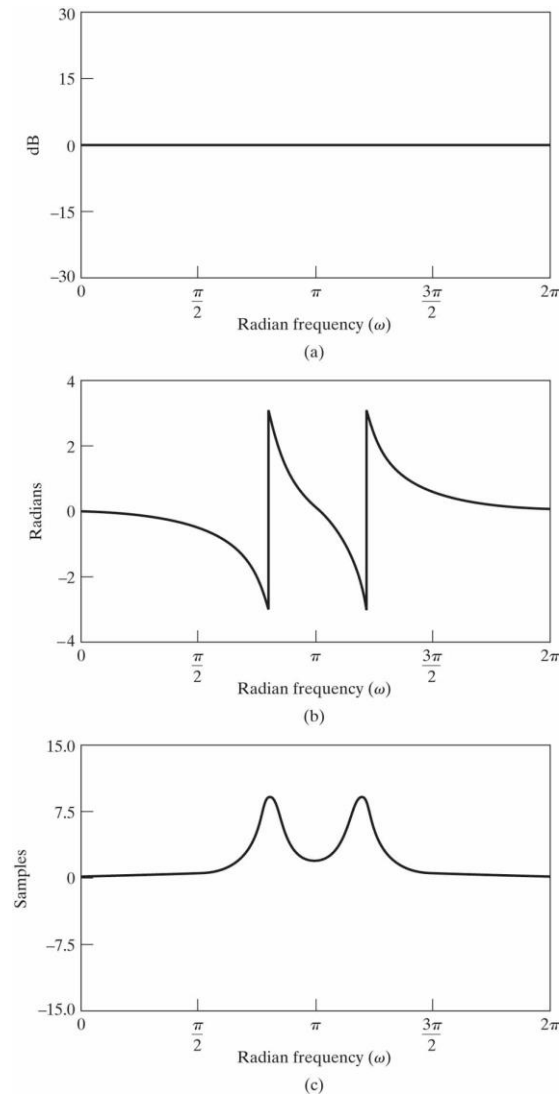 30
15
dB
0
−15
−30
0
π/2
π
3π/2
2π
Radian frequency (ω)
(a)
4
2
Radians
0
−2
−4
0
π/2
π
3π/2
2π
Radian frequency (ω)
(b)
15.0
7.5
Samples
0
−7.5
−15.0
0
π/2
π
3π/2
2π
Radian frequency (ω)
(c)